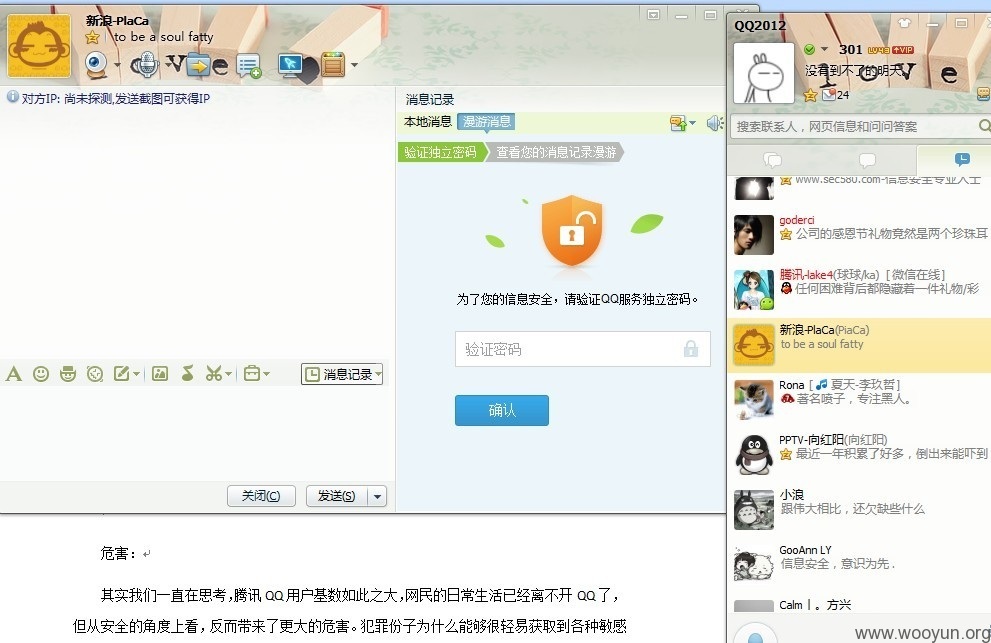 新浪-PlaCa
to be a soul fatty
对方IP: 尚未探测,发送截图可获得IP
消息记录
本地消息 漫游消息
验证独立密码 查看您的消息记录漫游
为了您的信息安全，请验证QQ服务独立密码。
验证密码
确认
消息记录
关闭(C) 发送(S)
危害：
其实我们一直在思考,腾讯 QQ 用户基数如此之大,网民的日常生活已经离不开 QQ 了，
但从安全的角度上看，反而带来了更大的危害。犯罪份子为什么能够很轻易获取到各种敏感
QQ2012
301 LV48 VIP
没有到不了的明天。
24
搜索联系人，网页信息和问问答案
www.sec580.com-信息安全专业人士
goderci
公司的感恩节礼物竟然是两个珍珠耳
腾讯-lake4(球球/ka) [微信在线]
任何困难背后都隐藏着一件礼物/彩
新浪-PlaCa(PiaCa)
to be a soul fatty
Rona [ 夏天-李玖哲]
著名喷子，专注黑人。
PPTV-向红阳(向红阳)
最近一年积累了好多，倒出来能吓到
小浪
跟伟大相比，还欠缺些什么
GooAnn LY
信息安全，意识为先.
Calm丨。方兴
www.wooyun.org